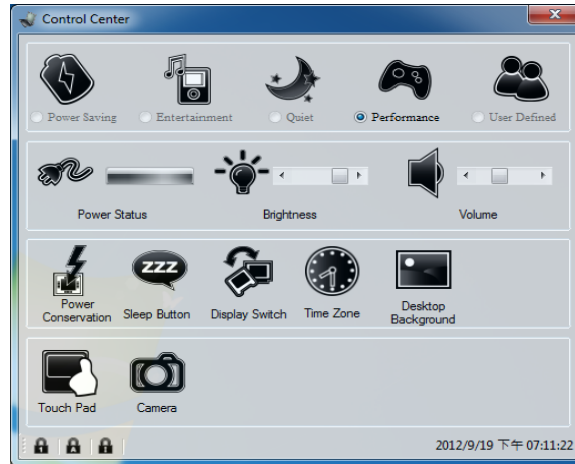 Control Center
Power Saving
Entertainment
Quiet
Performance
User Defined
Power Status
Brightness
Volume
ZZZ
Power
Conservation
Sleep Button
Display Switch
Time Zone
Desktop
Background
Touch Pad
Camera
2012/9/19 下午 07:11:22